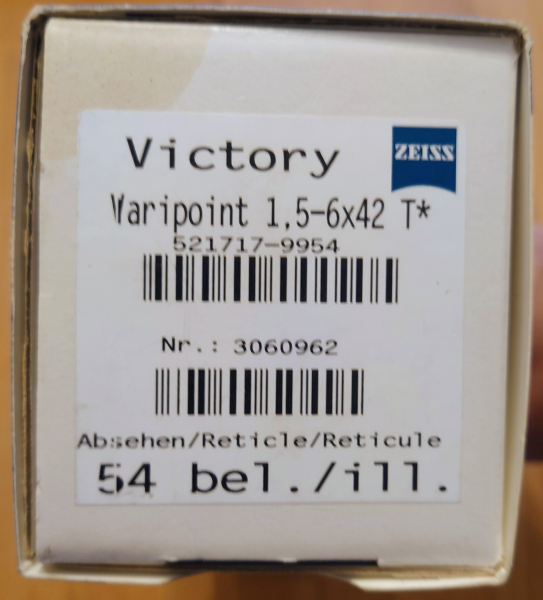 Victory
ZEISS
Varipoint 1,5-6x42 T*
521717-9954
Nr.: 3060962
Absehen/Reticle/Reticule
54 bel./ill.